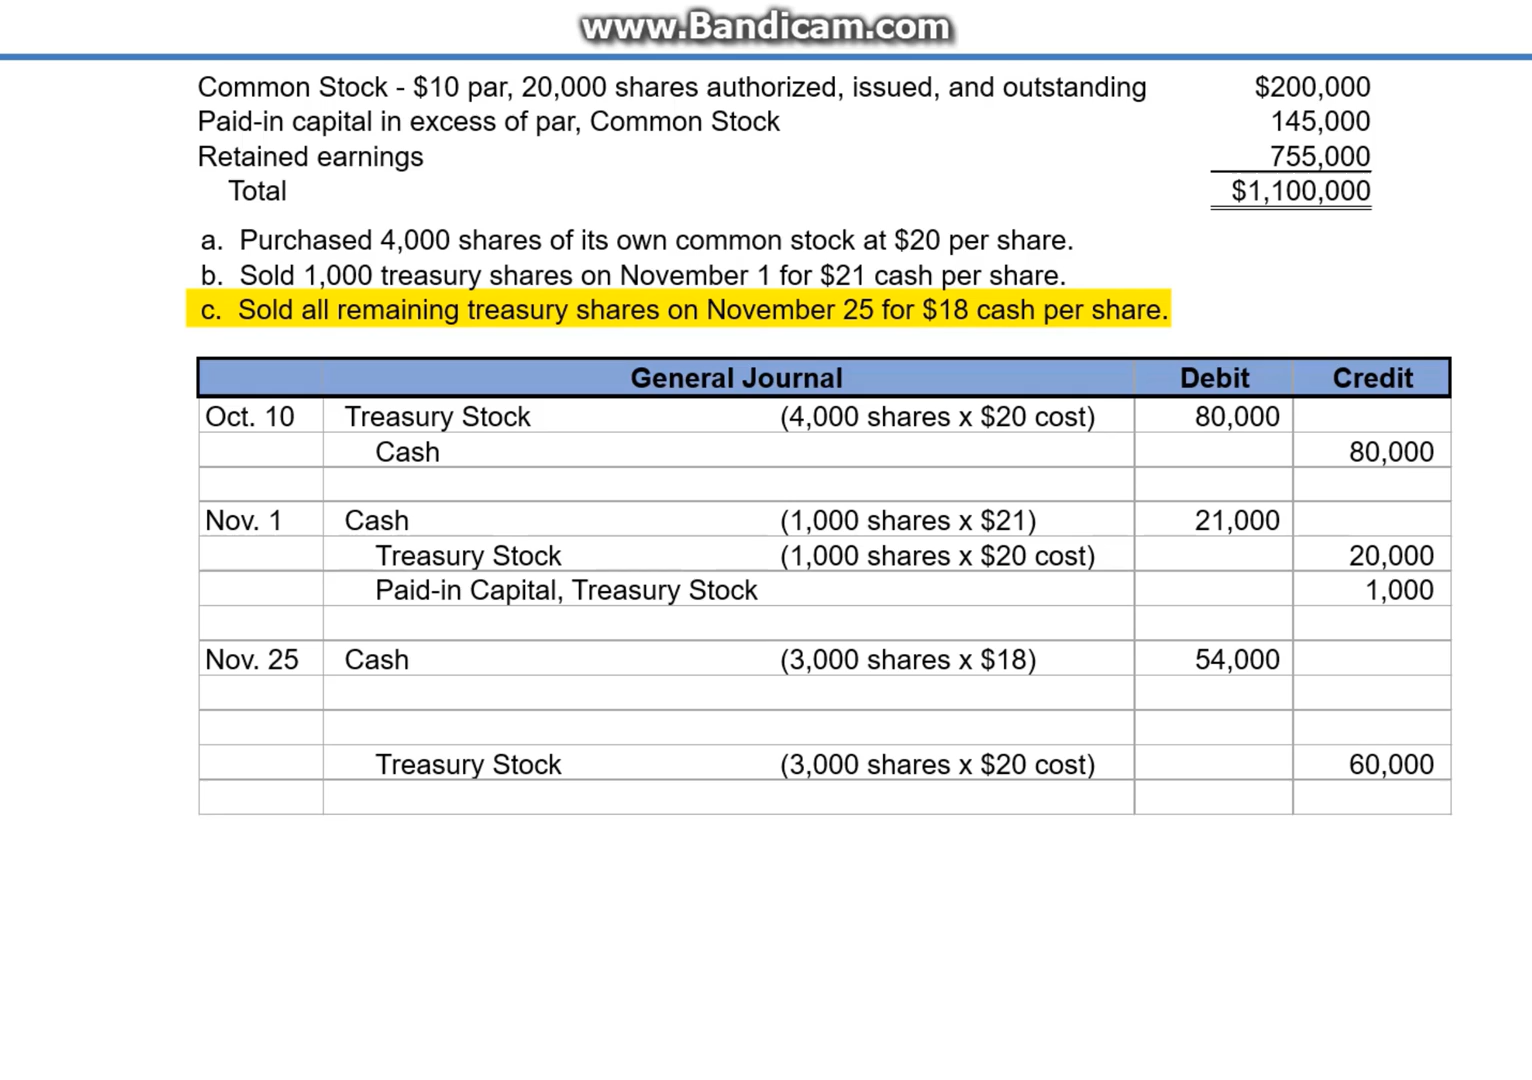 www.Bandicam.com
Common Stock - $10 par, 20,000 shares authorized, issued, and outstanding $200,000
Paid-in capital in excess of par, Common Stock 145,000
Retained earnings 755,000
Total $1,100,000
a. Purchased 4,000 shares of its own common stock at $20 per share.
b. Sold 1,000 treasury shares on November 1 for $21 cash per share.
c. Sold all remaining treasury shares on November 25 for $18 cash per share.
General Journal Debit Credit
Oct. 10 Treasury Stock (4,000 shares x $20 cost) 80,000
Cash 80,000
Nov. 1 Cash (1,000 shares x $21) 21,000
Treasury Stock (1,000 shares x $20 cost) 20,000
Paid-in Capital, Treasury Stock 1,000
Nov. 25 Cash (3,000 shares x $18) 54,000
Treasury Stock (3,000 shares x $20 cost) 60,000